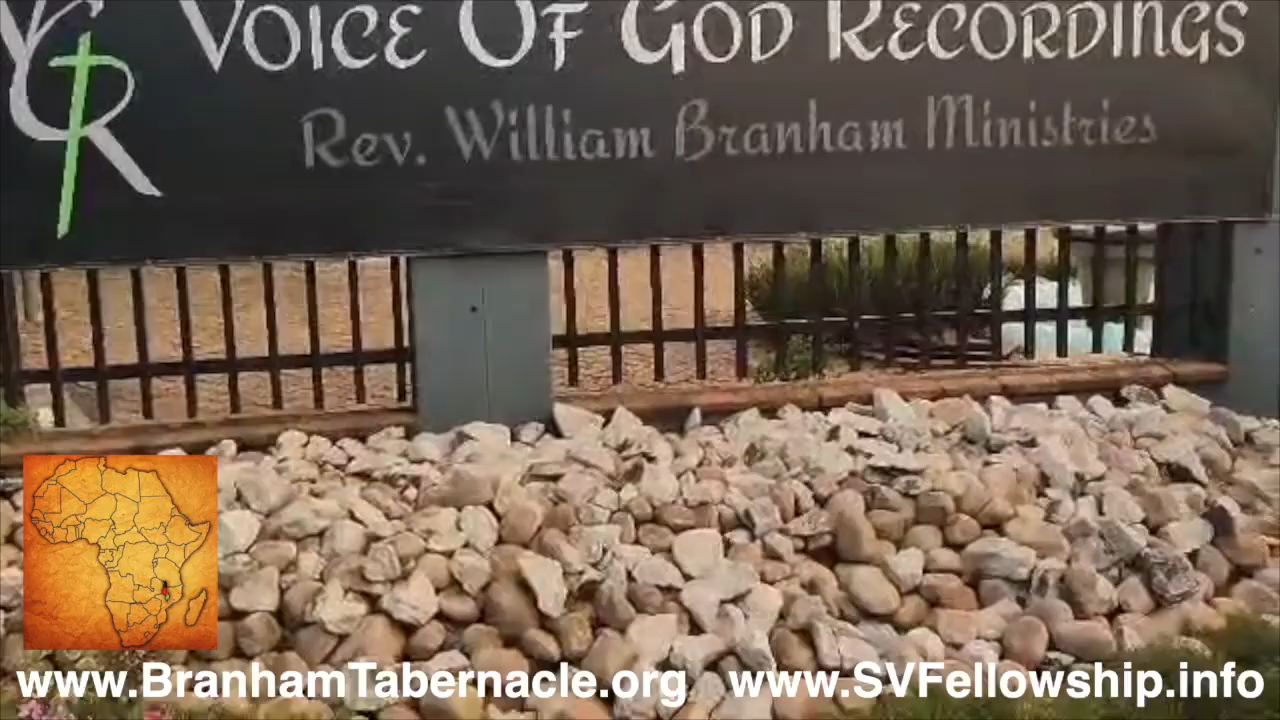 VOICE OF GOD RECORDINGS
Rev. William Branham Ministries
www.BranhamTabernacle.org www.SVFellowship.info